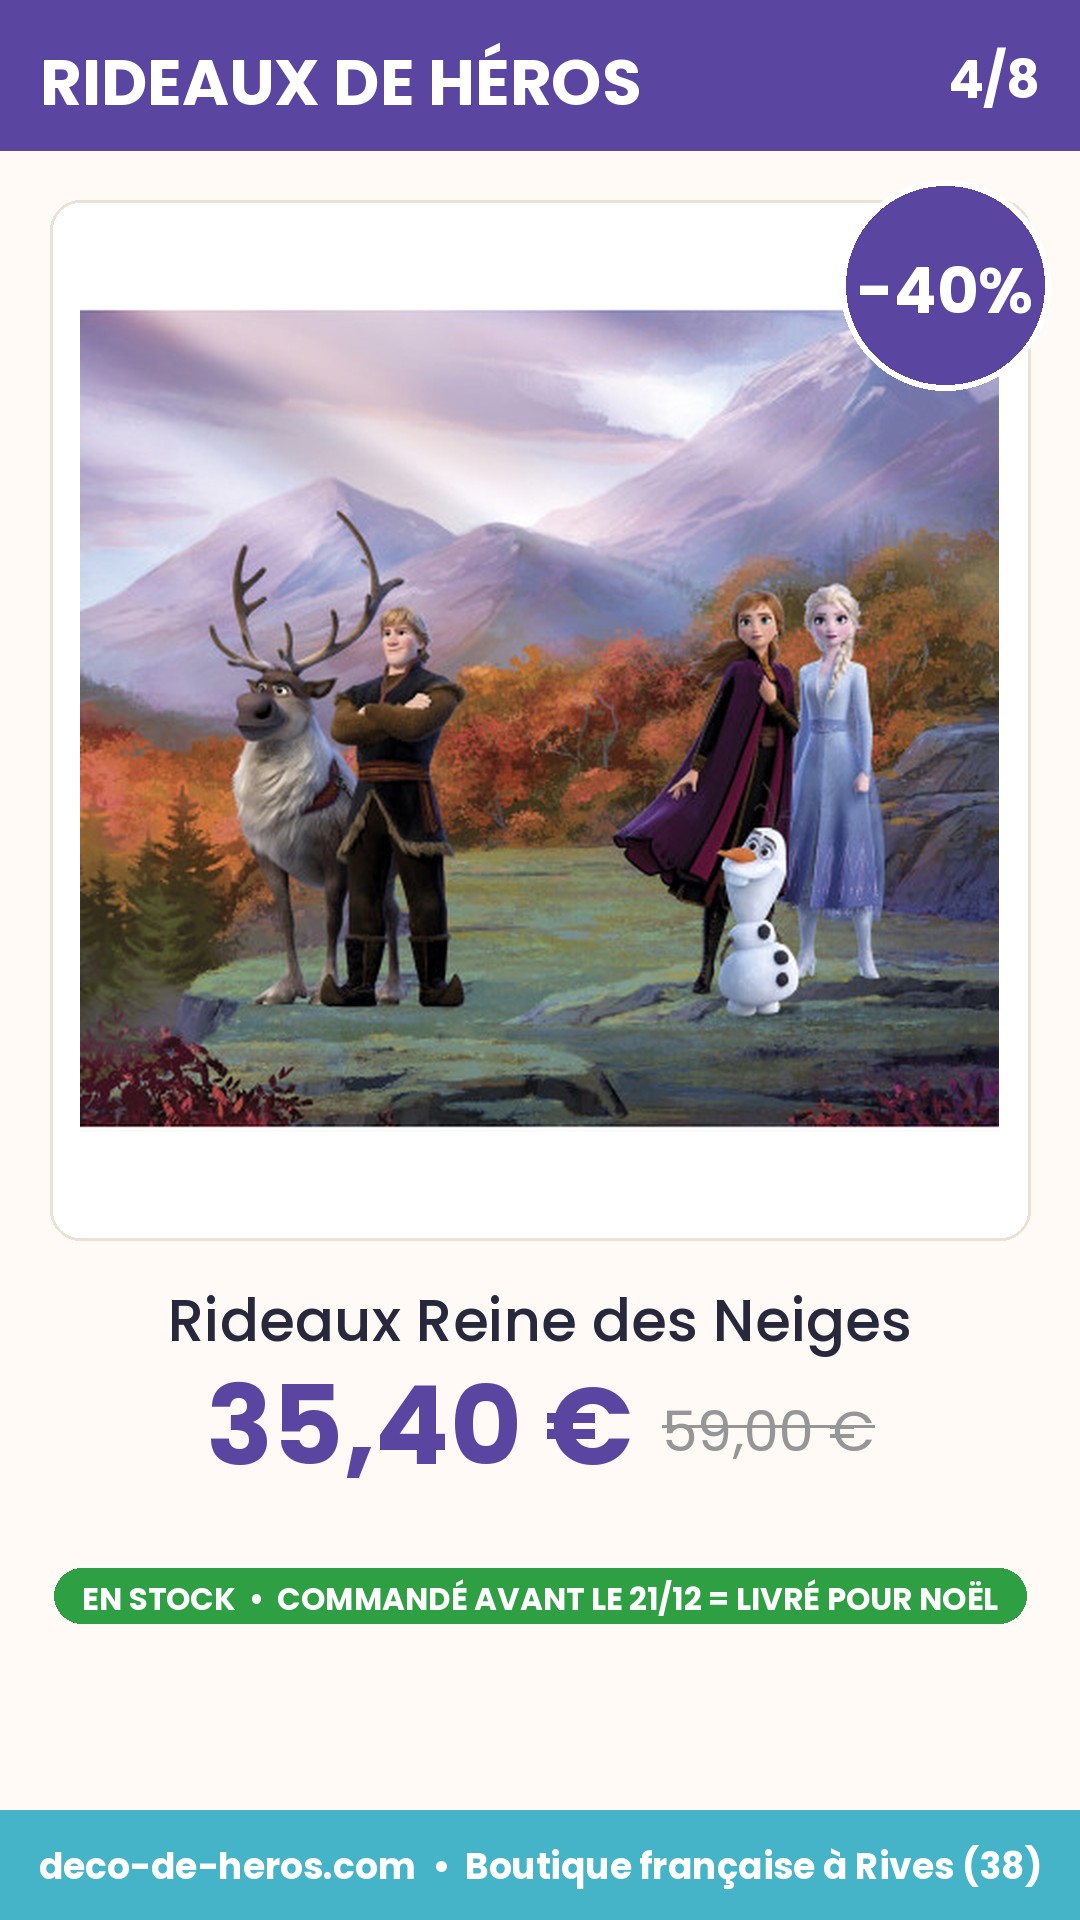 RIDEAUX DE HÉROS
4/8
-40%
Rideaux Reine des Neiges
35,40 € 59,00 €
EN STOCK • COMMANDÉ AVANT LE 21/12 = LIVRÉ POUR NOËL
deco-de-heros.com • Boutique française à Rives (38)